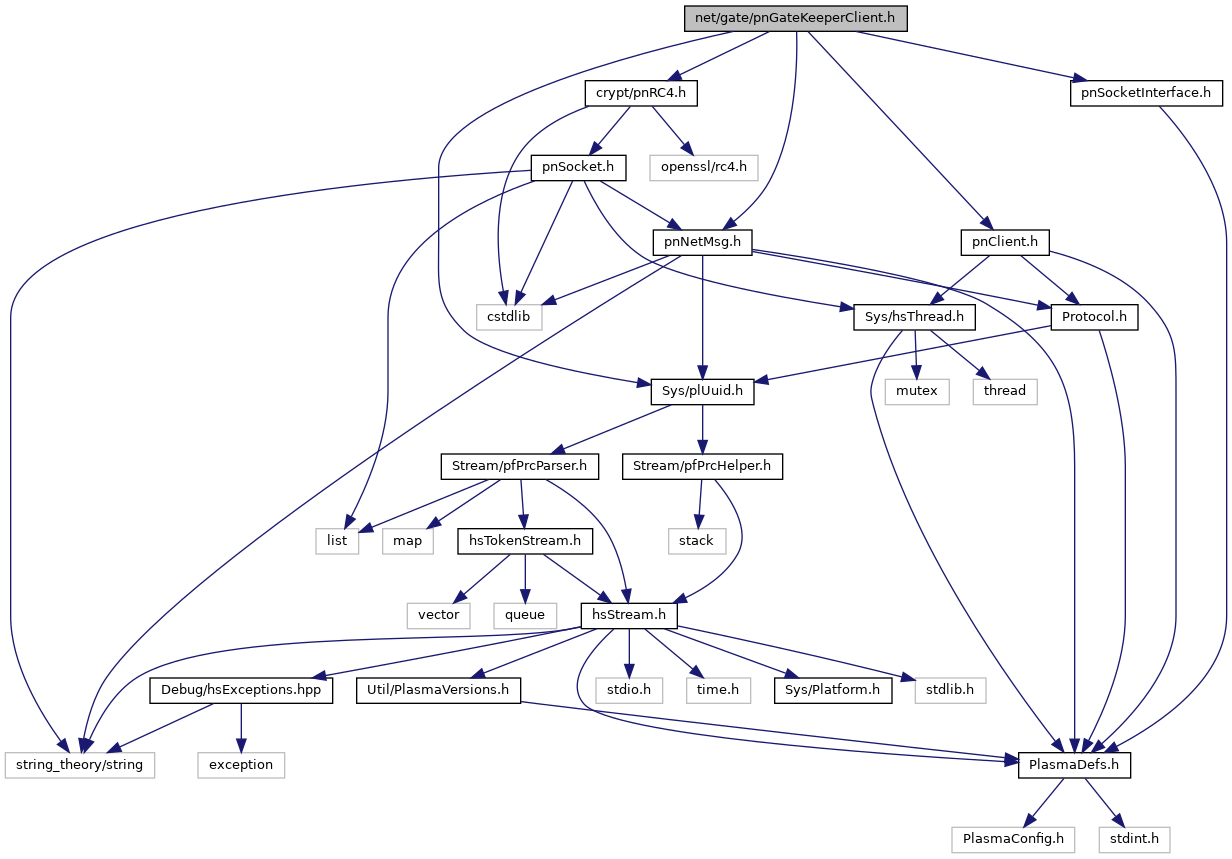 net/gate/pnGateKeeperClient.h
crypt/pnRC4.h
pnSocketInterface.h
pnSocket.h
openssl/rc4.h
pnNetMsg.h
pnClient.h
cstdlib
Sys/hsThread.h
Protocol.h
Sys/plUuid.h
mutex
thread
Stream/pfPrcParser.h
Stream/pfPrcHelper.h
list
map
hsTokenStream.h
stack
vector
queue
hsStream.h
Debug/hsExceptions.hpp
Util/PlasmaVersions.h
stdio.h
time.h
Sys/Platform.h
stdlib.h
string_theory/string
exception
PlasmaDefs.h
PlasmaConfig.h
stdint.h